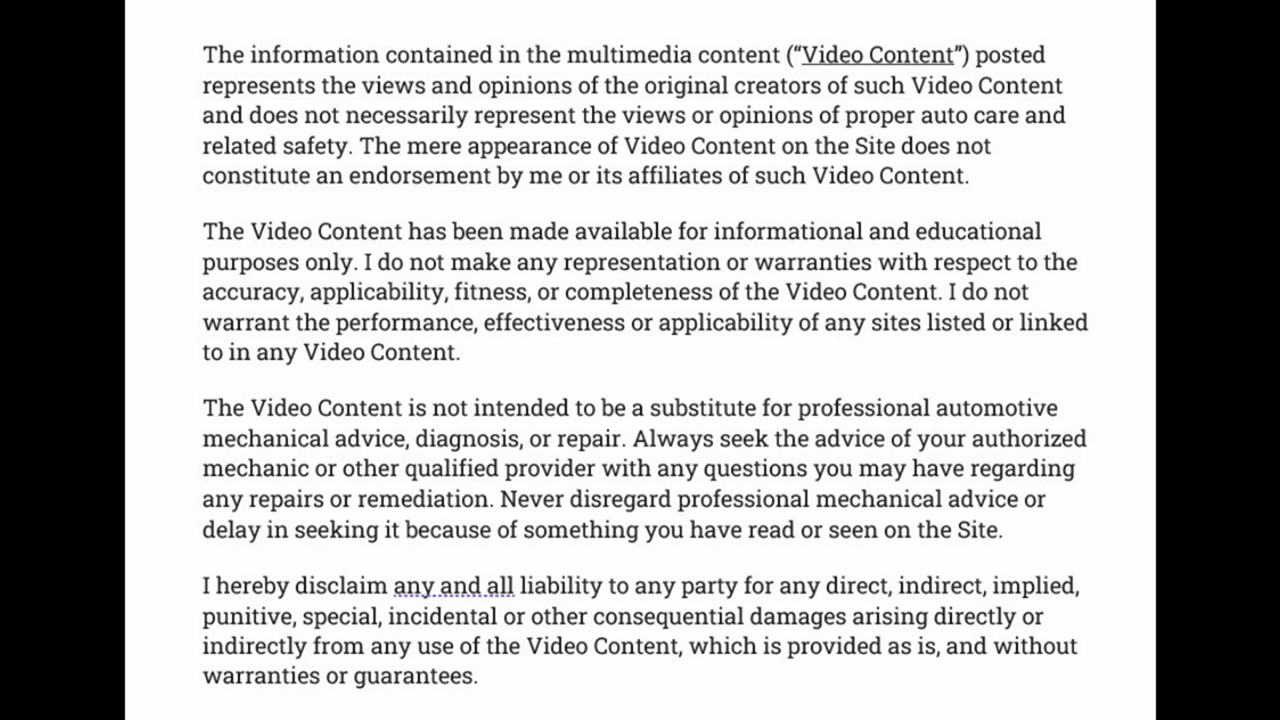 The information contained in the multimedia content (“Video Content”) posted
represents the views and opinions of the original creators of such Video Content
and does not necessarily represent the views or opinions of proper auto care and
related safety. The mere appearance of Video Content on the Site does not
constitute an endorsement by me or its affiliates of such Video Content.
The Video Content has been made available for informational and educational
purposes only. I do not make any representation or warranties with respect to the
accuracy, applicability, fitness, or completeness of the Video Content. I do not
warrant the performance, effectiveness or applicability of any sites listed or linked
to in any Video Content.
The Video Content is not intended to be a substitute for professional automotive
mechanical advice, diagnosis, or repair. Always seek the advice of your authorized
mechanic or other qualified provider with any questions you may have regarding
any repairs or remediation. Never disregard professional mechanical advice or
delay in seeking it because of something you have read or seen on the Site.
I hereby disclaim any and all liability to any party for any direct, indirect, implied,
punitive, special, incidental or other consequential damages arising directly or
indirectly from any use of the Video Content, which is provided as is, and without
warranties or guarantees.